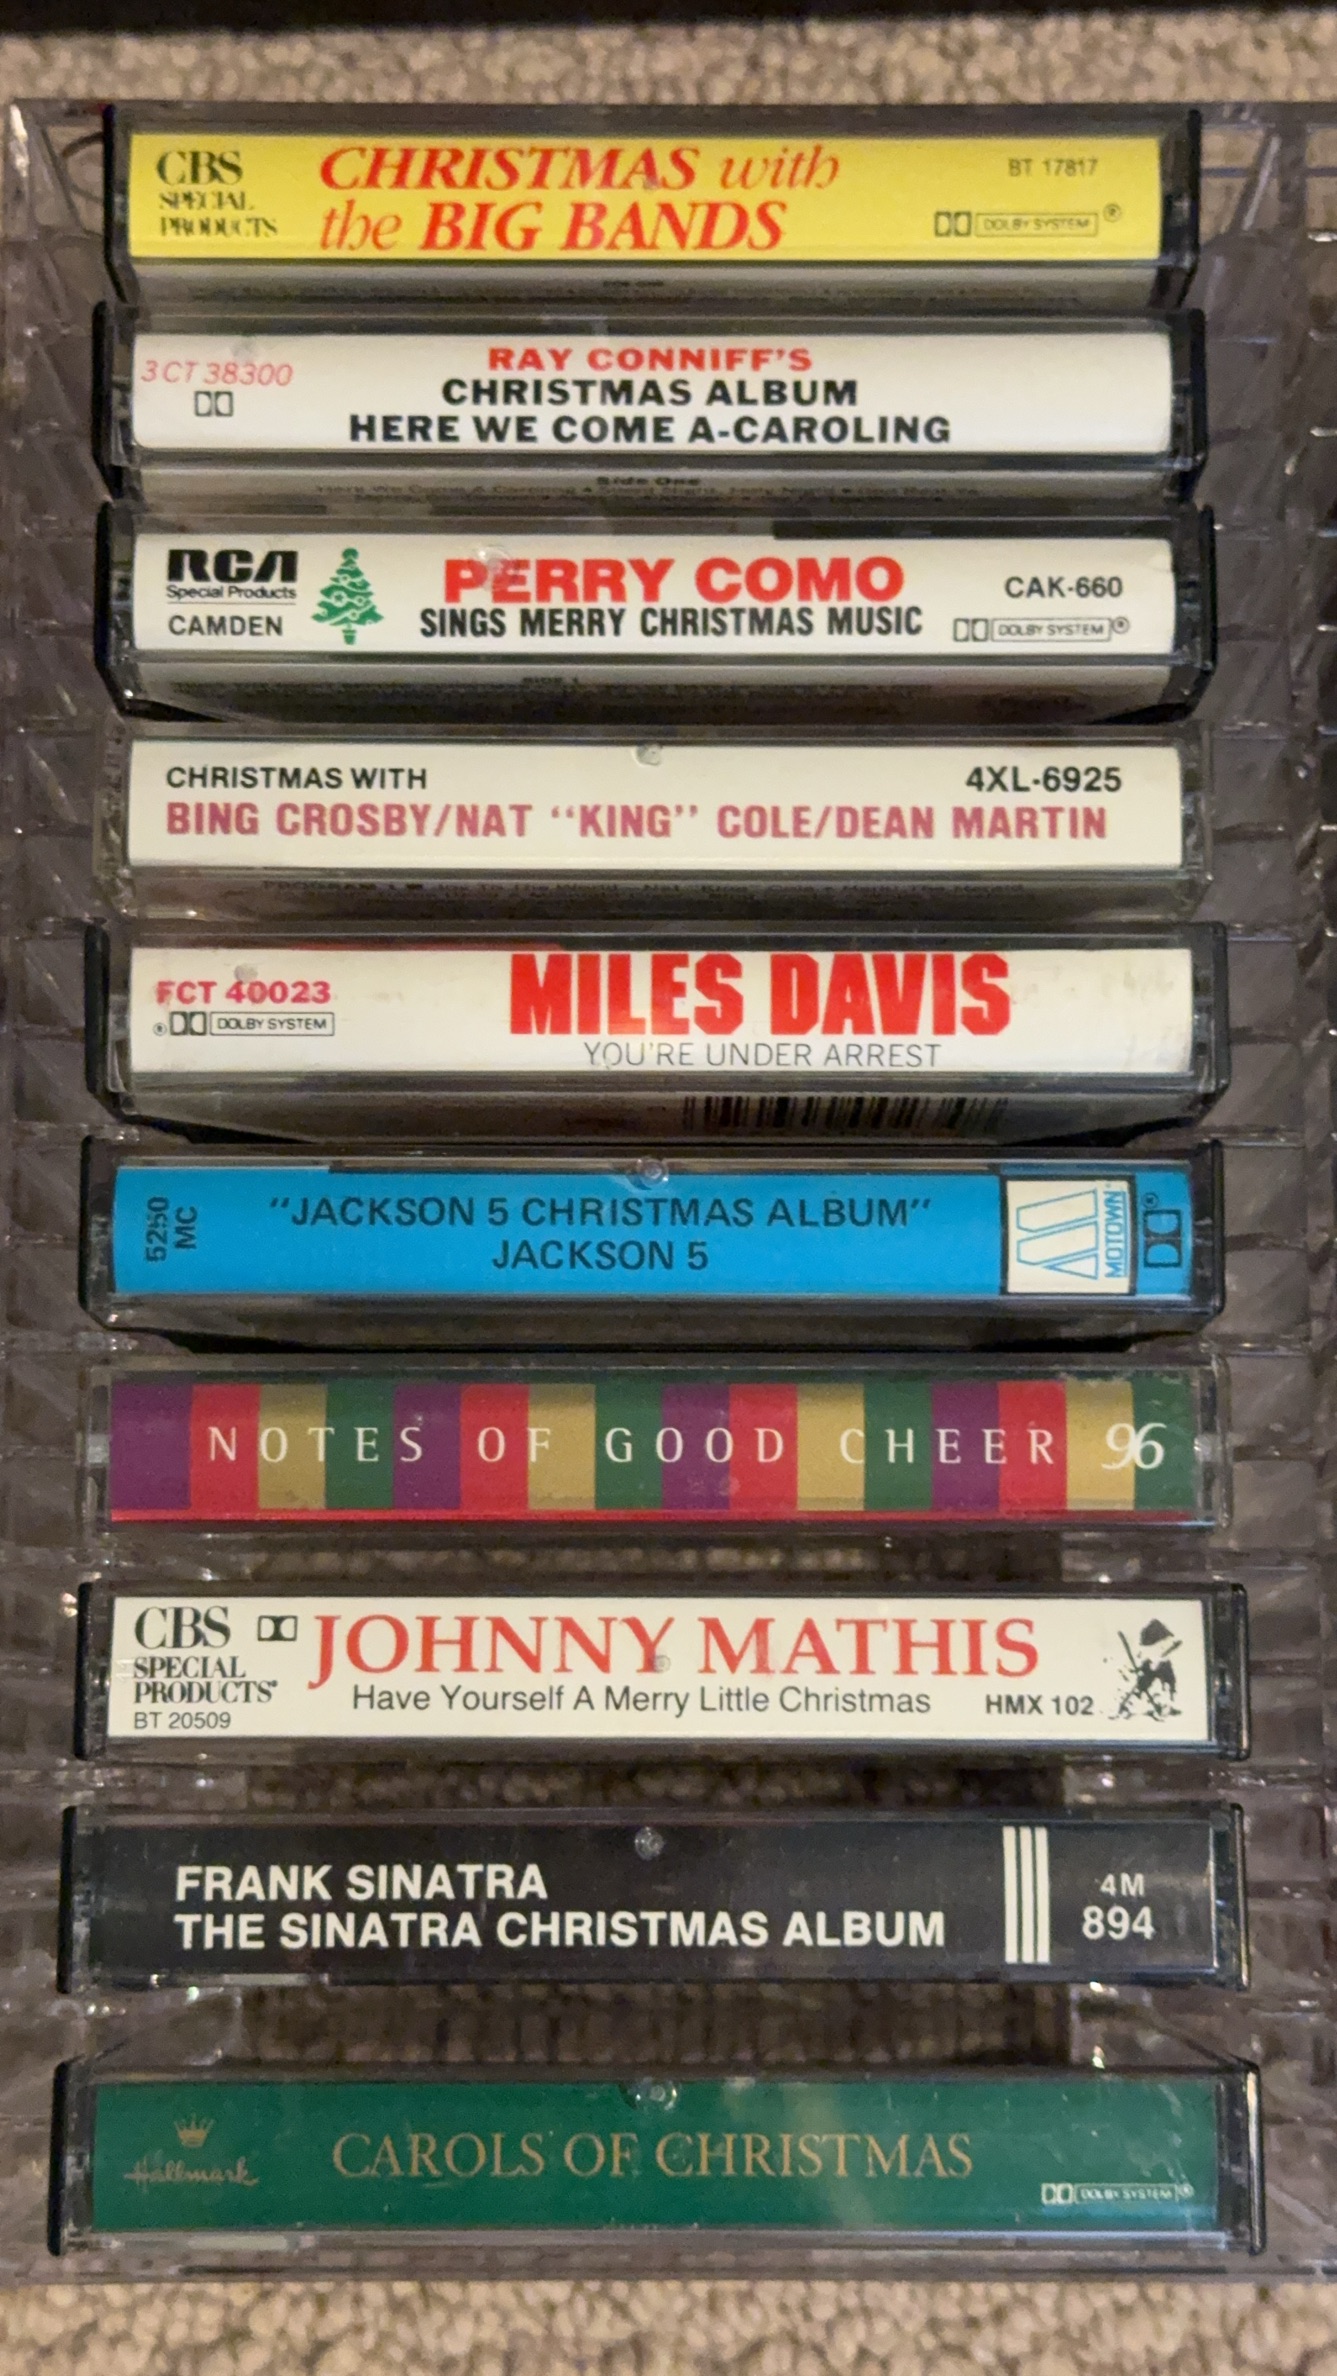 CBS
SPECIAL
PRODUCTS
CHRISTMAS with
the BIG BANDS
BT 17817
DOLBY SYSTEM ®
3CT 38300
RAY CONNIFF'S
CHRISTMAS ALBUM
HERE WE COME A-CAROLING
Side One
RCA
Special Products
CAMDEN
PERRY COMO
SINGS MERRY CHRISTMAS MUSIC
CAK-660
DOLBY SYSTEM ®
SIDE 1
CHRISTMAS WITH
4XL-6925
BING CROSBY/NAT “KING” COLE/DEAN MARTIN
FCT 40023
® DOLBY SYSTEM
MILES DAVIS
YOU'RE UNDER ARREST
5250
MC
"JACKSON 5 CHRISTMAS ALBUM"
JACKSON 5
MOTOWN
®
NOTES OF GOOD CHEER 96
CBS
SPECIAL
PRODUCTS
BT 20509
JOHNNY MATHIS
Have Yourself A Merry Little Christmas
HMX 102
FRANK SINATRA
THE SINATRA CHRISTMAS ALBUM
4M
894
Hallmark
CAROLS OF CHRISTMAS
DOLBY SYSTEM ®